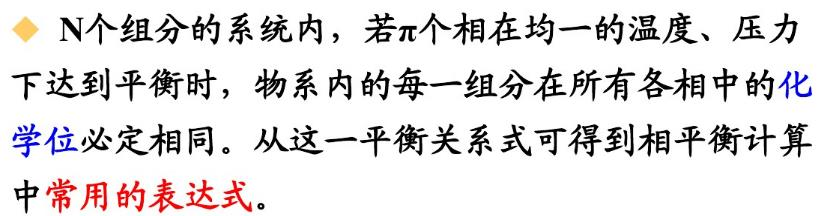 ◆ N个组分的系统内，若π个相在均一的温度、压力
下达到平衡时，物系内的每一组分在所有各相中的化
学位必定相同。从这一平衡关系式可得到相平衡计算
中常用的表达式。